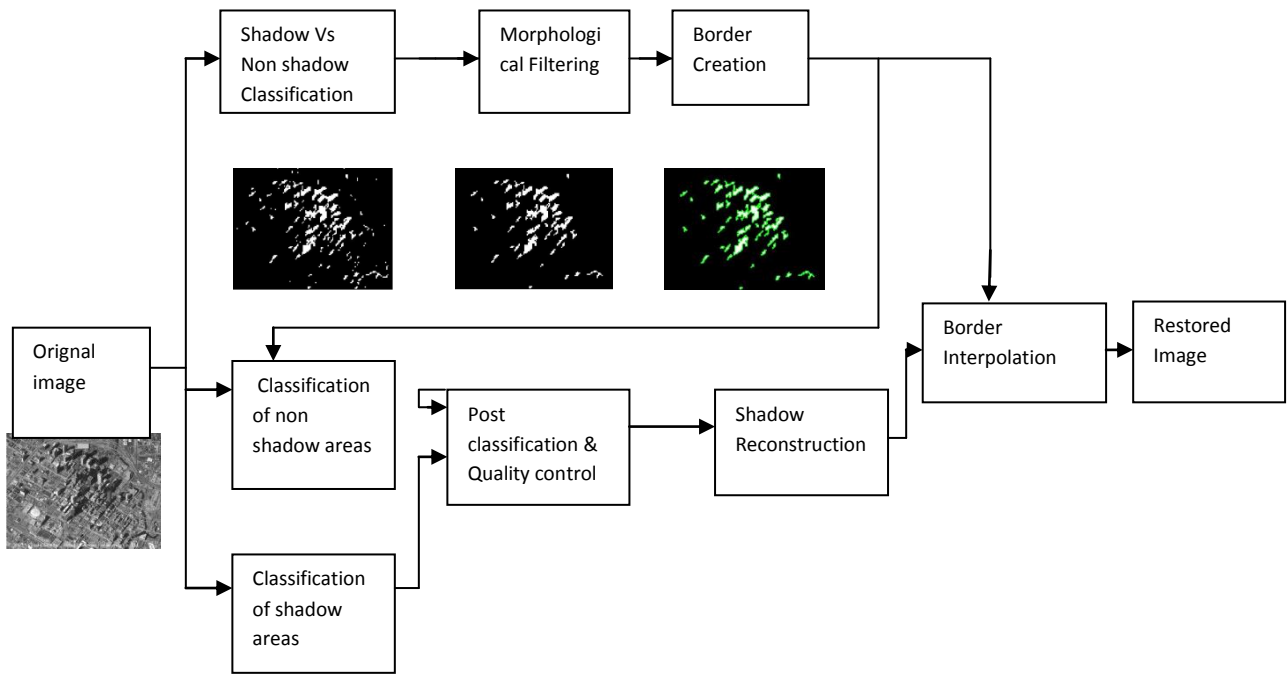 Shadow Vs
Non shadow
Classification
Morphologi
cal Filtering
Border
Creation
Orignal
image
Classification
of non
shadow areas
Post
classification &
Quality control
Shadow
Reconstruction
Border
Interpolation
Restored
Image
Classification
of shadow
areas